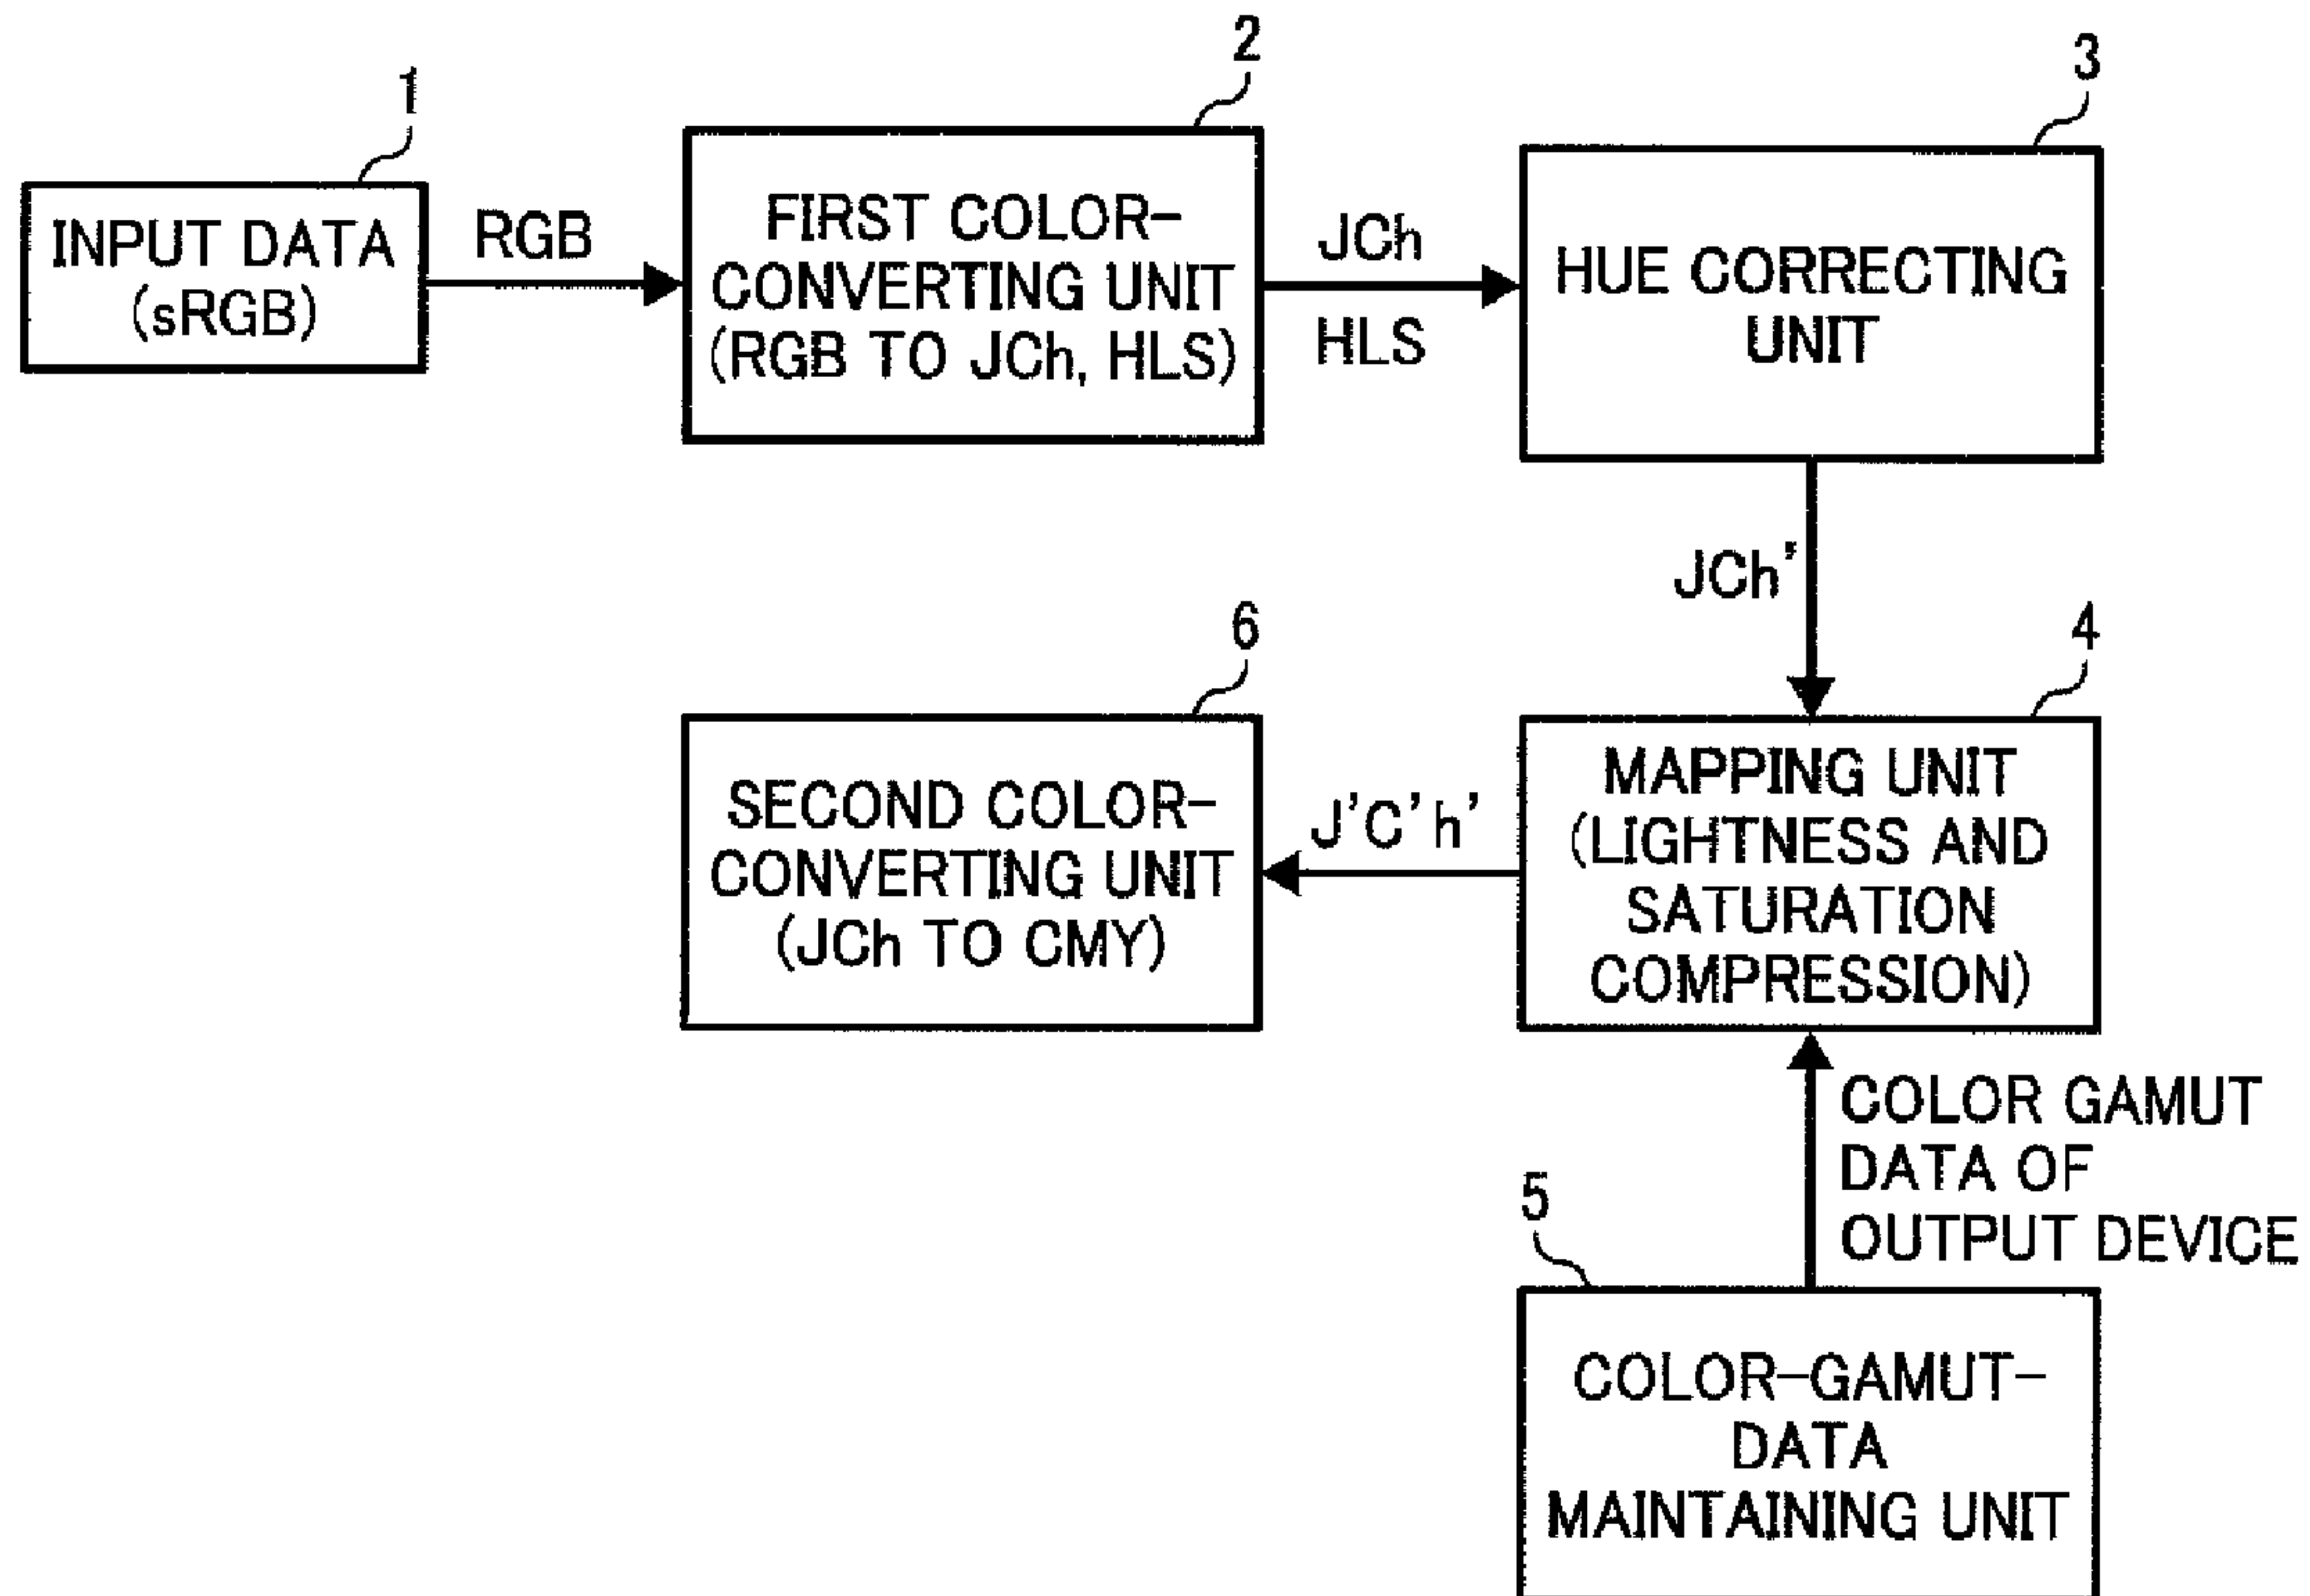 1
INPUT DATA
(sRGB)
RGB
2
FIRST COLOR-
CONVERTING UNIT
(RGB TO JCh, HLS)
JCh
HLS
3
HUE CORRECTING
UNIT
JCh'
4
MAPPING UNIT
(LIGHTNESS AND
SATURATION
COMPRESSION)
J'C'h'
6
SECOND COLOR-
CONVERTING UNIT
(JCh TO CMY)
COLOR GAMUT
DATA OF
OUTPUT DEVICE
5
COLOR-GAMUT-
DATA
MAINTAINING UNIT